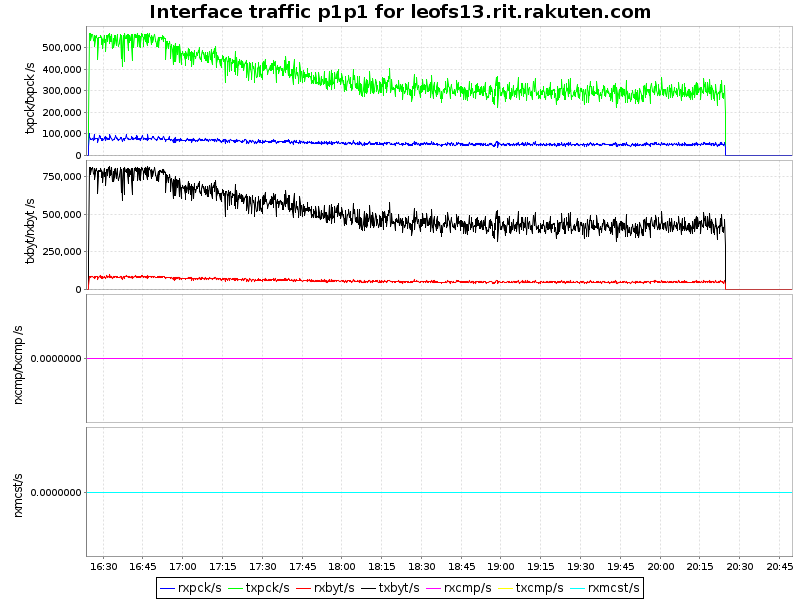 Interface traffic p1p1 for leofs13.rit.rakuten.com
txpck/rxpck /s
500,000
400,000
300,000
200,000
100,000
0
txbyt/rxbyt /s
750,000
500,000
250,000
0
rxcmp/txcmp /s
0.0000000
rxmcst/s
0.0000000
16:30 16:45 17:00 17:15 17:30 17:45 18:00 18:15 18:30 18:45 19:00 19:15 19:30 19:45 20:00 20:15 20:30 20:45
rxpck/s txpck/s rxbyt/s txbyt/s rxcmp/s txcmp/s rxmcst/s